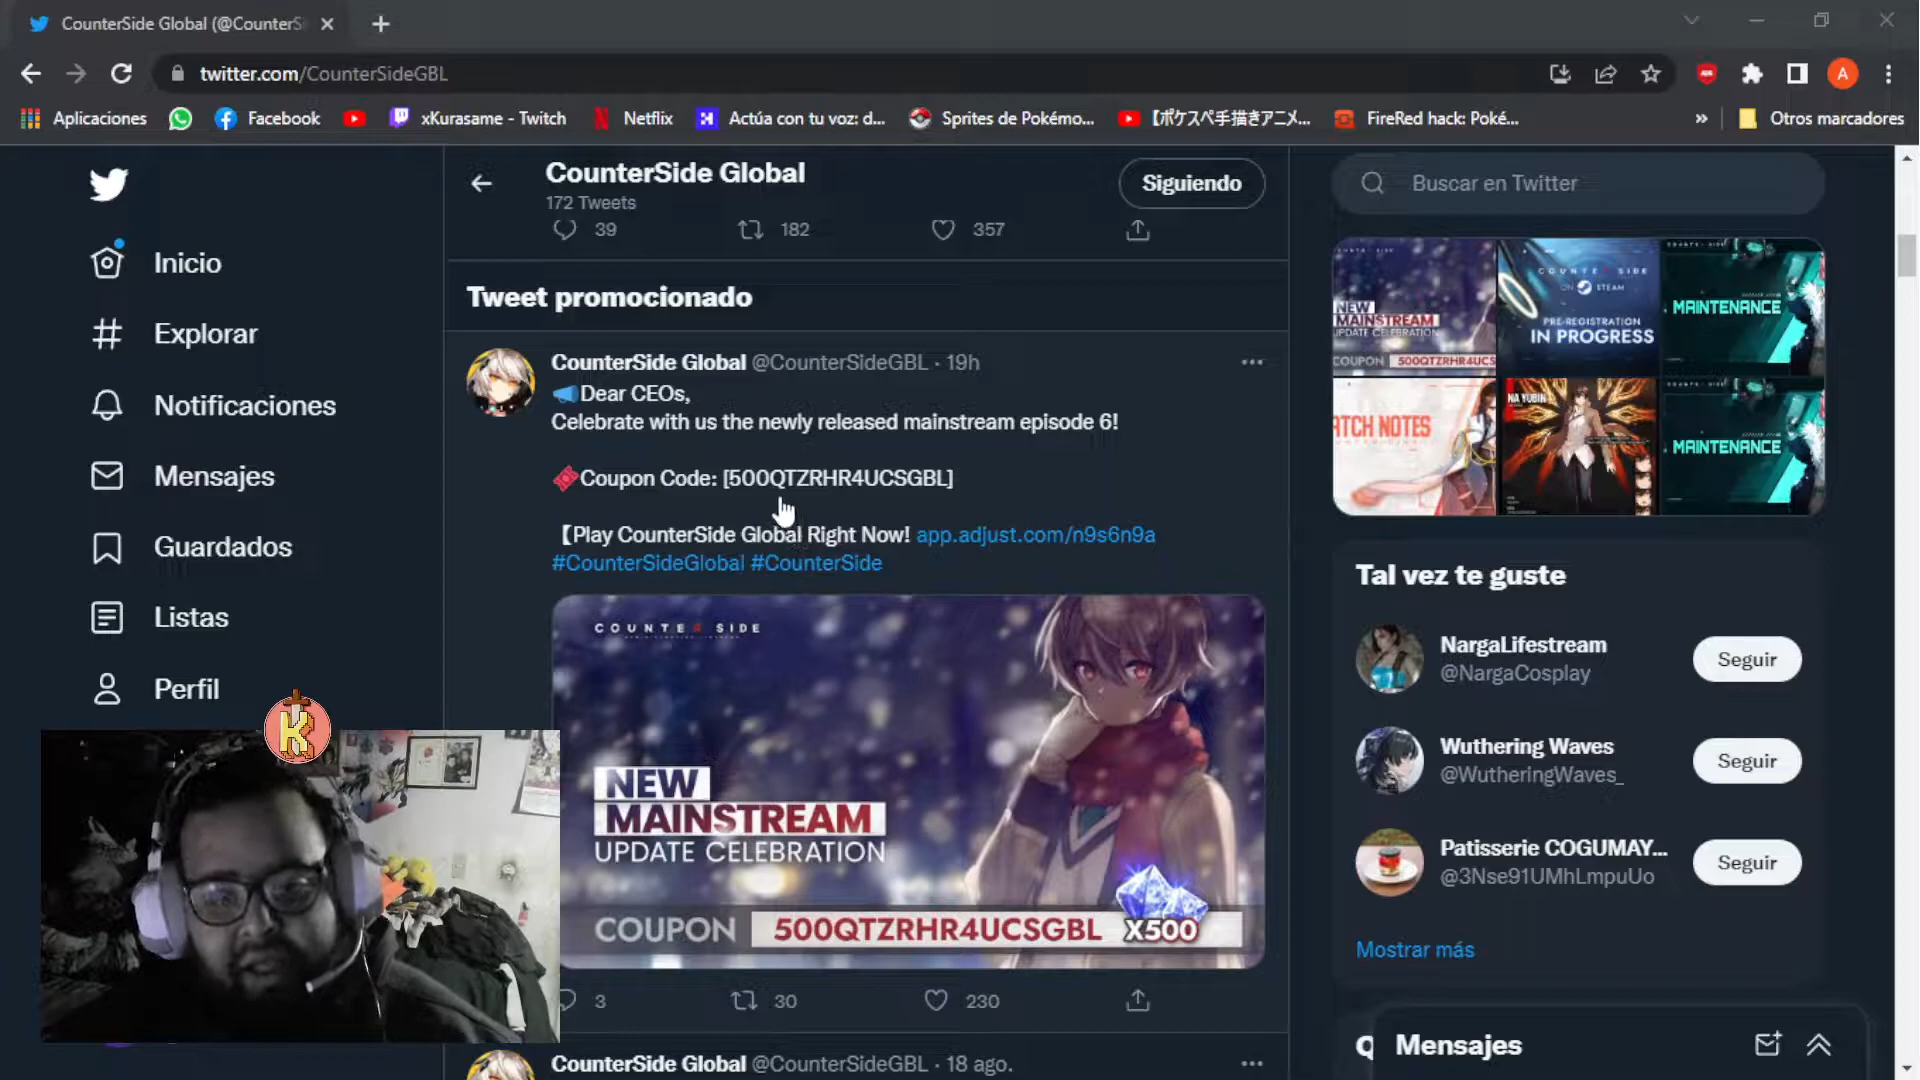 CounterSide Global (@CounterSi
twitter.com/CounterSideGBL
A
Aplicaciones
Facebook
xKurasame - Twitch
Netflix
Actúa con tu voz: d...
Sprites de Pokémo...
【ポケスペ手描きアニメ...
FireRed hack: Poké...
»
Otros marcadores
Inicio
Explorar
Notificaciones
Mensajes
Guardados
Listas
Perfil
K
CounterSide Global
172 Tweets
Siguiendo
39
182
357
Tweet promocionado
CounterSide Global @CounterSideGBL · 19h
Dear CEOs,
Celebrate with us the newly released mainstream episode 6!
Coupon Code: [500QTZRHR4UCSGBL]
【Play CounterSide Global Right Now! app.adjust.com/n9s6n9a
#CounterSideGlobal #CounterSide
COUNTER SIDE
NEW
MAINSTREAM
UPDATE CELEBRATION
COUPON 500QTZRHR4UCSGBL X500
3
30
230
CounterSide Global @CounterSideGBL · 18 ago.
Buscar en Twitter
NEW
MAINSTREAM
UPDATE CELEBRATION
COUPON 500QTZRHR4UCS
COUNTER SIDE
ON STEAM
PRE-REGISTRATION
IN PROGRESS
MAINTENANCE
ATCH NOTES
NA YUBIN
MAINTENANCE
Tal vez te guste
NargaLifestream
@NargaCosplay
Seguir
Wuthering Waves
@WutheringWaves_
Seguir
Patisserie COGUMAY...
@3Nse91UMhLmpuUo
Seguir
Mostrar más
Mensajes